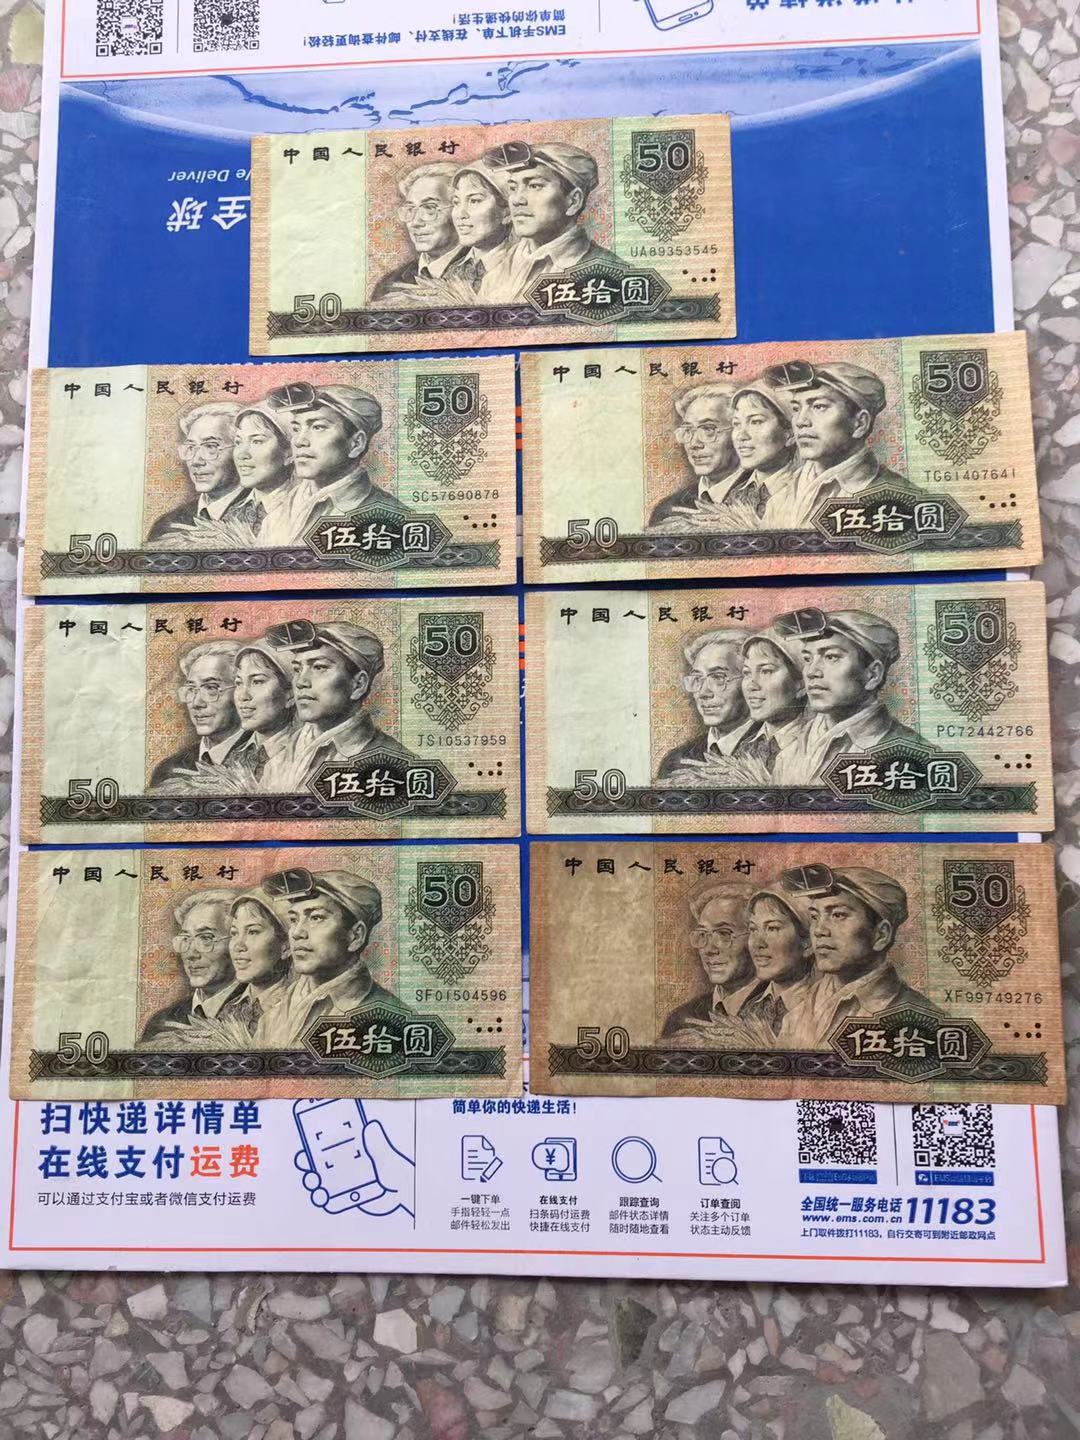 简单你的快递生活！
EMS手机下单、在线支付、邮件查询更轻松！
We Deliver
全球
中国人民银行
50
UA89353545
50
伍拾圆
中国人民银行
50
SC57690878
50
伍拾圆
中国人民银行
50
TG61407641
50
伍拾圆
中国人民银行
50
JS10537959
50
伍拾圆
中国人民银行
50
PC72442766
50
伍拾圆
中国人民银行
50
SF01504596
50
伍拾圆
中国人民银行
50
XF99749276
50
伍拾圆
扫快递详情单
在线支付运费
可以通过支付宝或者微信支付运费
简单你的快递生活！
¥
一键下单
手指轻轻一点
邮件轻松发出
在线支付
扫条码付运费
快捷在线支付
跟踪查询
邮件状态详情
随时随地查看
订单查阅
关注多个订单
状态主动反馈
全国统一服务电话 11183
www.ems.com.cn
上门取件拨打11183，自行交寄可到附近邮政网点